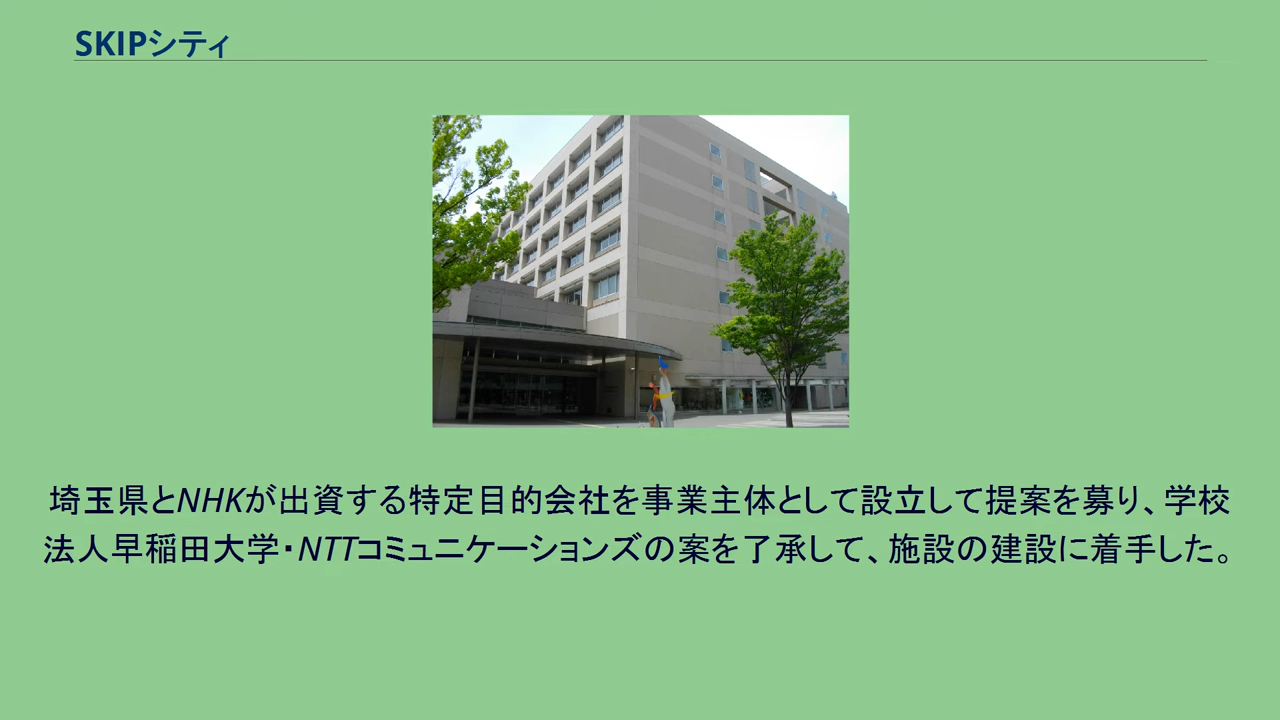 SKIPシティ
埼玉県とNHKが出資する特定目的会社を事業主体として設立して提案を募り、学校
法人早稲田大学・NTTコミュニケーションズの案を了承して、施設の建設に着手した。